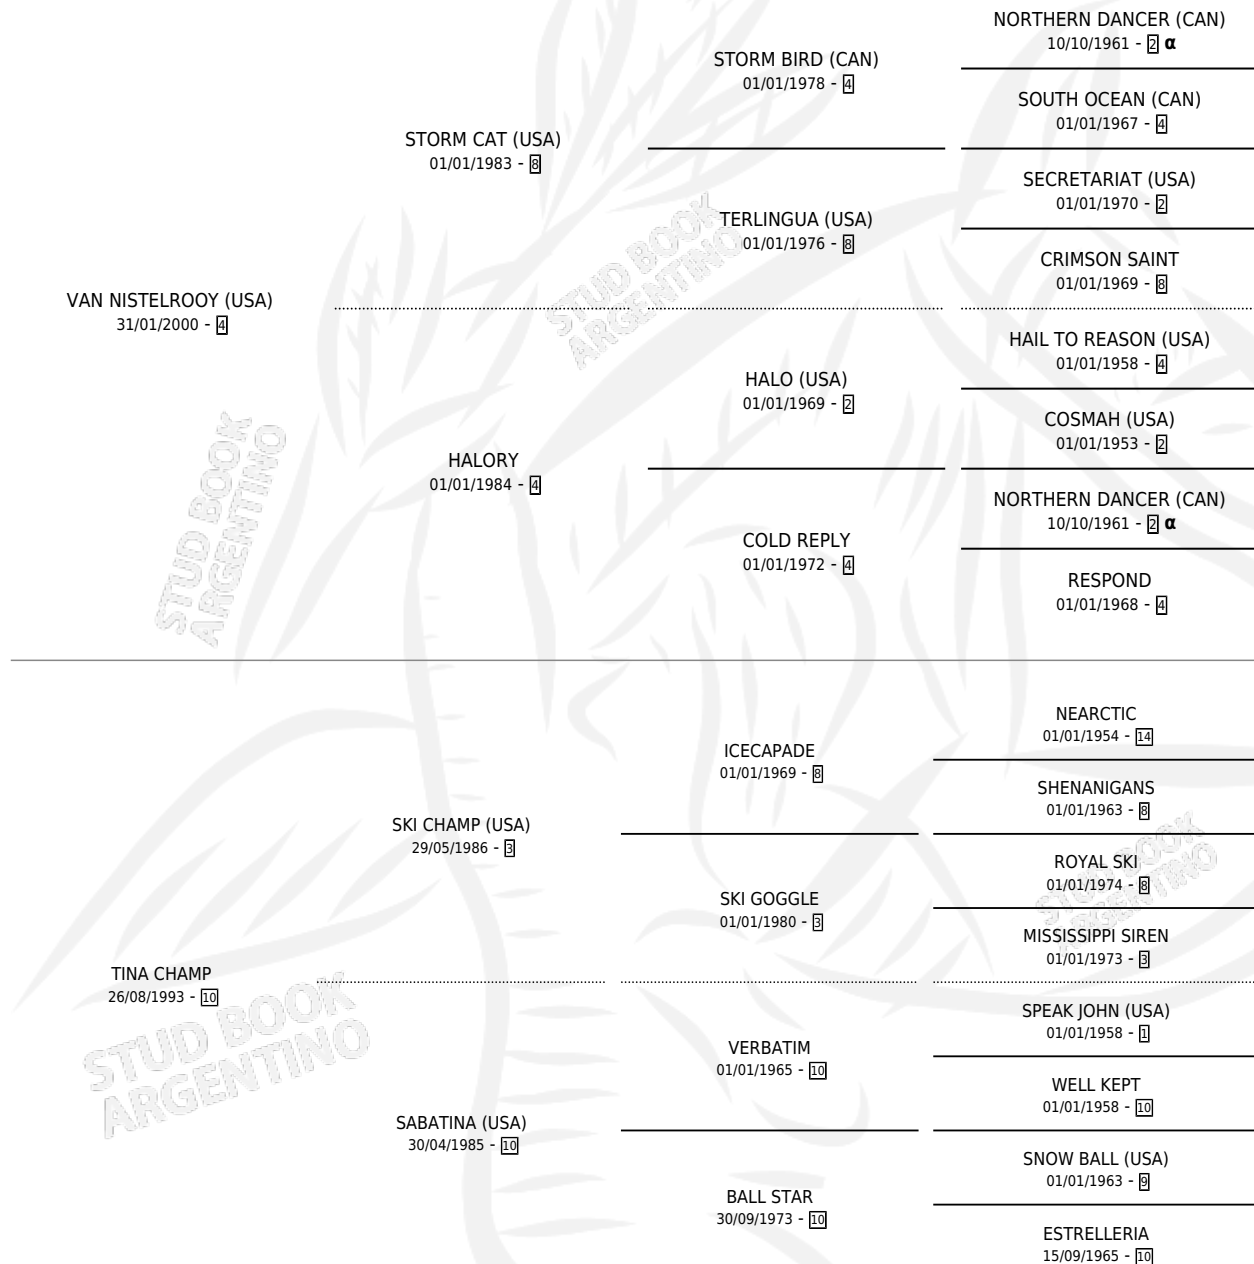 NORTHERN DANCER (CAN)
10/10/1961 - 2 α
STORM BIRD (CAN)
01/01/1978 - 4
SOUTH OCEAN (CAN)
01/01/1967 - 4
STORM CAT (USA)
01/01/1983 - 8
SECRETARIAT (USA)
01/01/1970 - 2
TERLINGUA (USA)
01/01/1976 - 8
CRIMSON SAINT
01/01/1969 - 8
VAN NISTELROOY (USA)
31/01/2000 - 4
HAIL TO REASON (USA)
01/01/1958 - 4
HALO (USA)
01/01/1969 - 2
COSMAH (USA)
01/01/1953 - 2
HALORY
01/01/1984 - 4
NORTHERN DANCER (CAN)
10/10/1961 - 2 α
COLD REPLY
01/01/1972 - 4
RESPOND
01/01/1968 - 4
NEARCTIC
01/01/1954 - 14
ICECAPADE
01/01/1969 - 8
SHENANIGANS
01/01/1963 - 8
SKI CHAMP (USA)
29/05/1986 - 3
ROYAL SKI
01/01/1974 - 8
SKI GOGGLE
01/01/1980 - 3
MISSISSIPPI SIREN
01/01/1973 - 3
TINA CHAMP
26/08/1993 - 10
SPEAK JOHN (USA)
01/01/1958 - 1
VERBATIM
01/01/1965 - 10
WELL KEPT
01/01/1958 - 10
SABATINA (USA)
30/04/1985 - 10
SNOW BALL (USA)
01/01/1963 - 9
BALL STAR
30/09/1973 - 10
ESTRELLERIA
15/09/1965 - 10
STUD BOOK
ARGENTINO
STUD BOOK
ARGENTINO
STUD BOOK
ARGENTINO
STUD BOOK
ARGENTINO